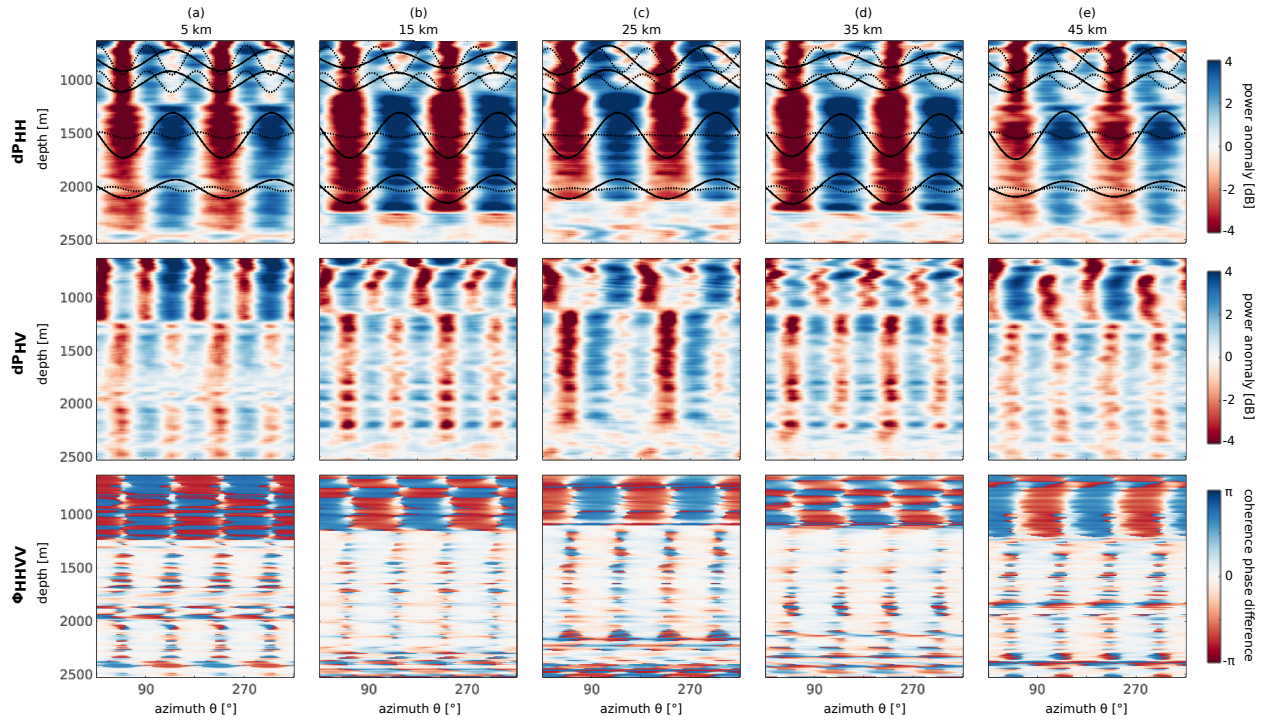 (a) (b) (c) (d) (e)
5 km 15 km 25 km 35 km 45 km
dPHH
depth [m]
1000
1500
2000
2500
4
2
0
-2
-4
power anomaly [dB]
dPHV
depth [m]
1000
1500
2000
2500
4
2
0
-2
-4
power anomaly [dB]
ΦHHVV
depth [m]
1000
1500
2000
2500
π
0
-π
coherence phase difference
90 270 90 270 90 270 90 270 90 270
azimuth θ [°] azimuth θ [°] azimuth θ [°] azimuth θ [°] azimuth θ [°]